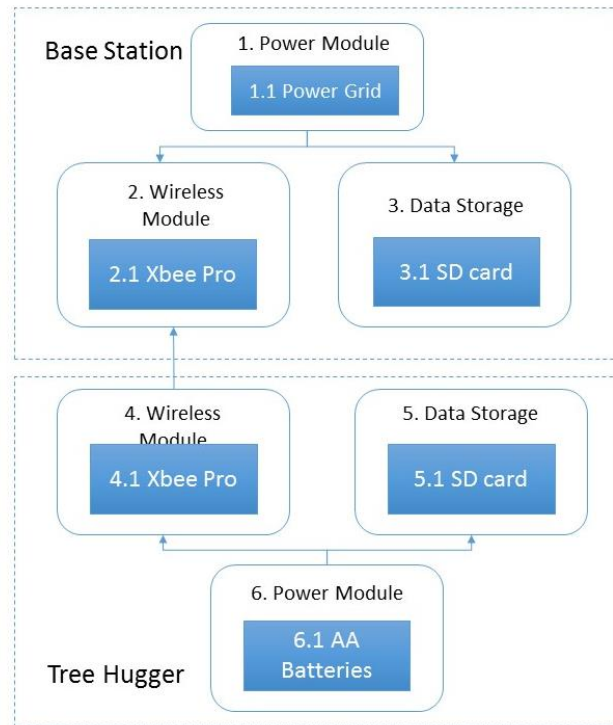 Base Station
1. Power Module
1.1 Power Grid
2. Wireless
Module
2.1 Xbee Pro
3. Data Storage
3.1 SD card
4. Wireless
Module
4.1 Xbee Pro
5. Data Storage
5.1 SD card
6. Power Module
6.1 AA
Batteries
Tree Hugger